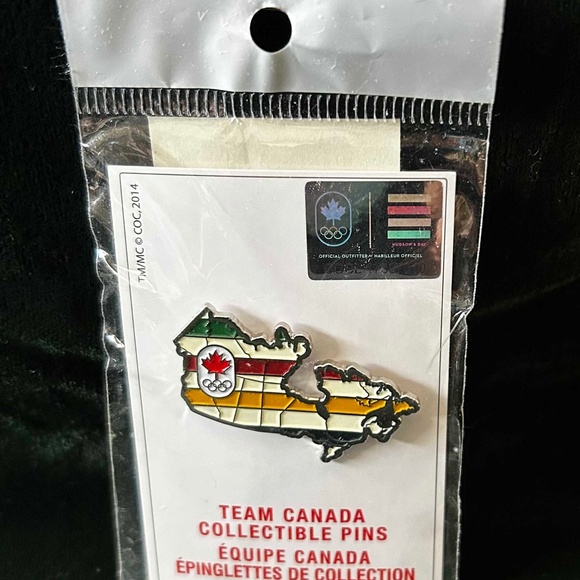 TM/MC © COC, 2014
HUDSON'S BAY
OFFICIAL OUTFITTER • HABILLEUR OFFICIEL
TEAM CANADA
COLLECTIBLE PINS
ÉQUIPE CANADA
ÉPINGLETTES DE COLLECTION